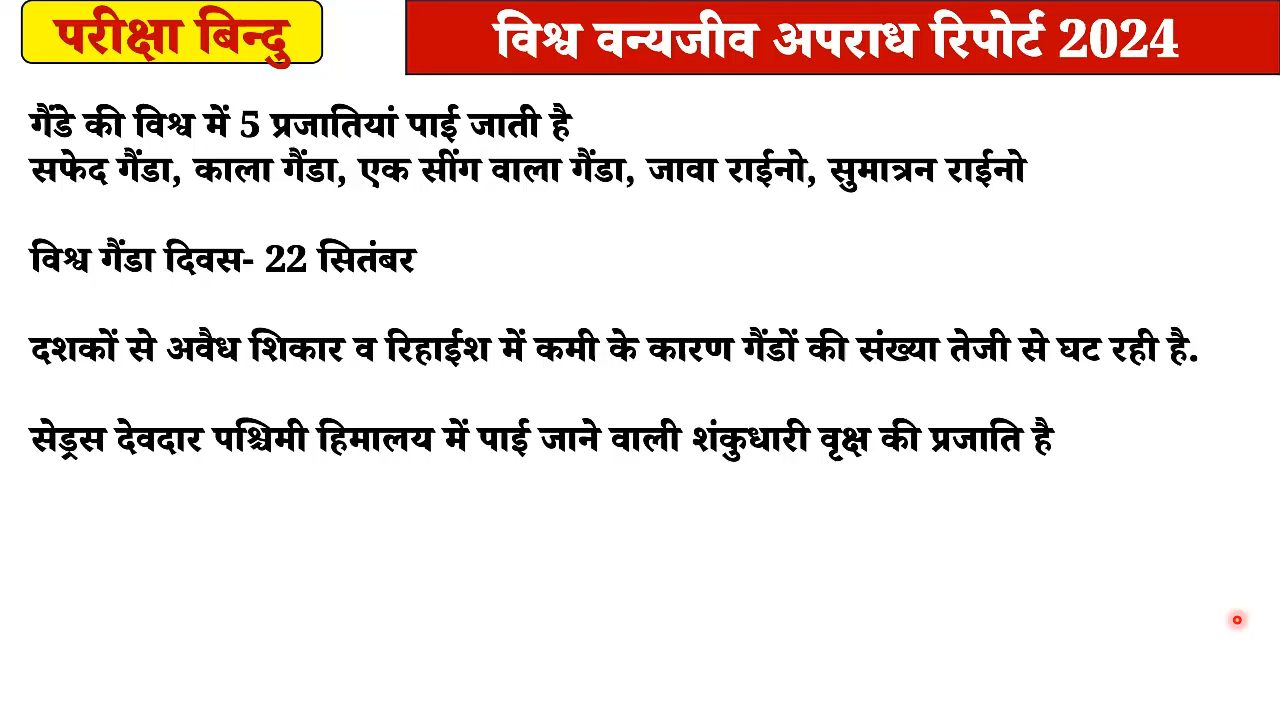 परीक्षा बिन्दु
विश्व वन्यजीव अपराध रिपोर्ट 2024
गैंडे की विश्व में 5 प्रजातियां पाई जाती है
सफेद गैंडा, काला गैंडा, एक सींग वाला गैंडा, जावा राईनो, सुमात्रन राईनो
विश्व गैंडा दिवस- 22 सितंबर
दशकों से अवैध शिकार व रिहाईश में कमी के कारण गैंडों की संख्या तेजी से घट रही है.
सेड्रस देवदार पश्चिमी हिमालय में पाई जाने वाली शंकुधारी वृक्ष की प्रजाति है